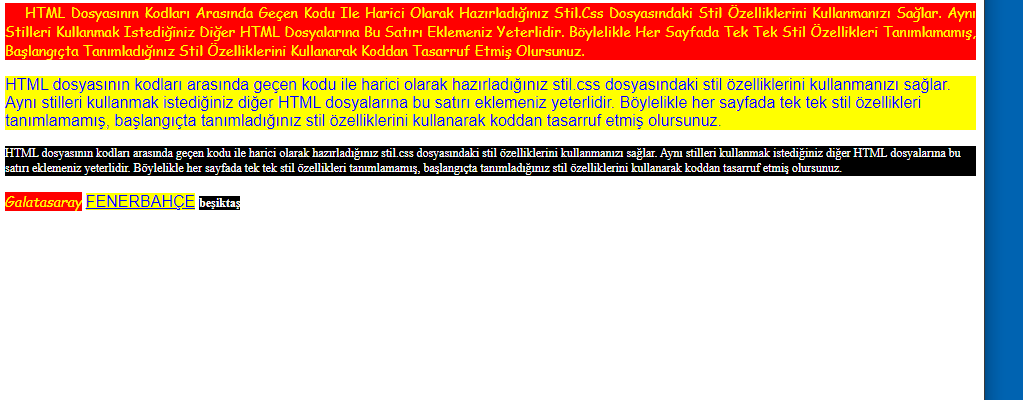 HTML Dosyasının Kodları Arasında Geçen Kodu Ile Harici Olarak Hazırladığınız Stil.Css Dosyasındaki Stil Özelliklerini Kullanmanızı Sağlar. Aynı
Stilleri Kullanmak Istediğiniz Diğer HTML Dosyalarına Bu Satırı Eklemeniz Yeterlidir. Böylelikle Her Sayfada Tek Tek Stil Özellikleri Tanımlamamış,
Başlangıçta Tanımladığınız Stil Özelliklerini Kullanarak Koddan Tasarruf Etmiş Olursunuz.
HTML dosyasının kodları arasında geçen kodu ile harici olarak hazırladığınız stil.css dosyasındaki stil özelliklerini kullanmanızı sağlar.
Aynı stilleri kullanmak istediğiniz diğer HTML dosyalarına bu satırı eklemeniz yeterlidir. Böylelikle her sayfada tek tek stil özellikleri
tanımlamamış, başlangıçta tanımladığınız stil özelliklerini kullanarak koddan tasarruf etmiş olursunuz.
HTML dosyasının kodları arasında geçen kodu ile harici olarak hazırladığınız stil.css dosyasındaki stil özelliklerini kullanmanızı sağlar. Aynı stilleri kullanmak istediğiniz diğer HTML dosyalarına bu
satırı eklemeniz yeterlidir. Böylelikle her sayfada tek tek stil özellikleri tanımlamamış, başlangıçta tanımladığınız stil özelliklerini kullanarak koddan tasarruf etmiş olursunuz.
Galatasaray FENERBAHÇE beşiktaş